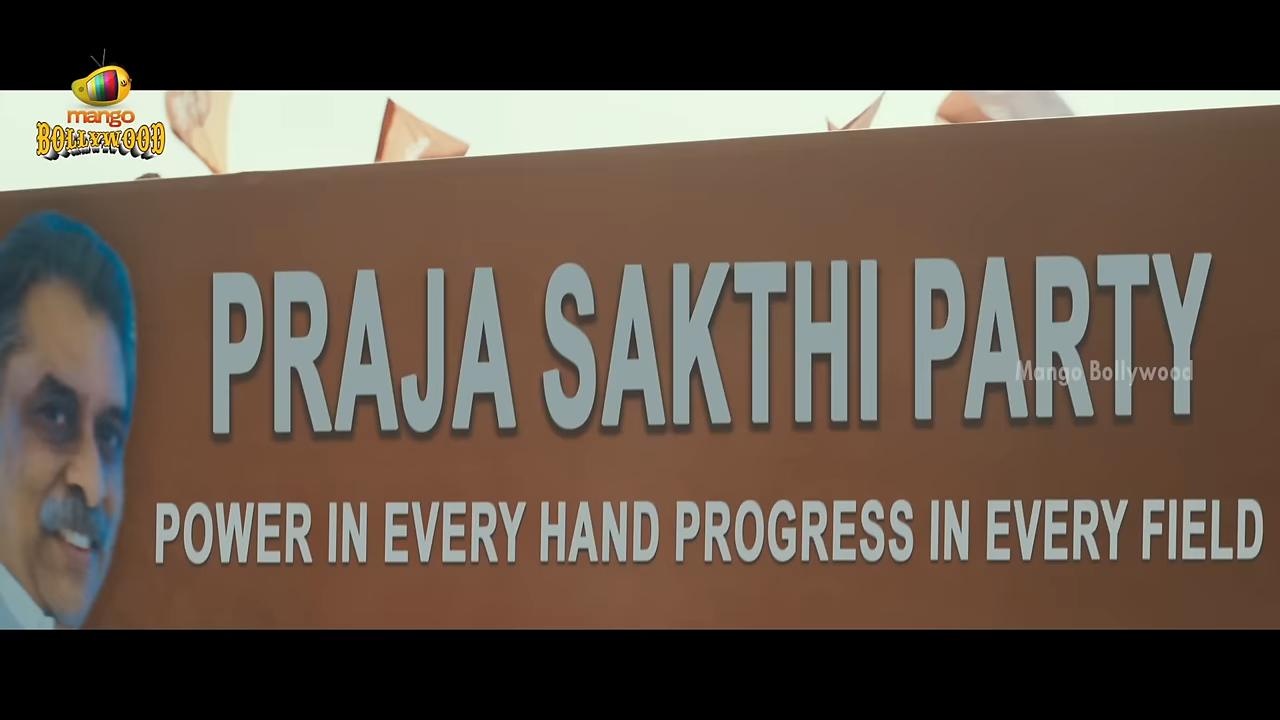 mango
BOLLYWOOD
PRAJA SAKTHI PARTY
Mango Bollywood
POWER IN EVERY HAND PROGRESS IN EVERY FIELD